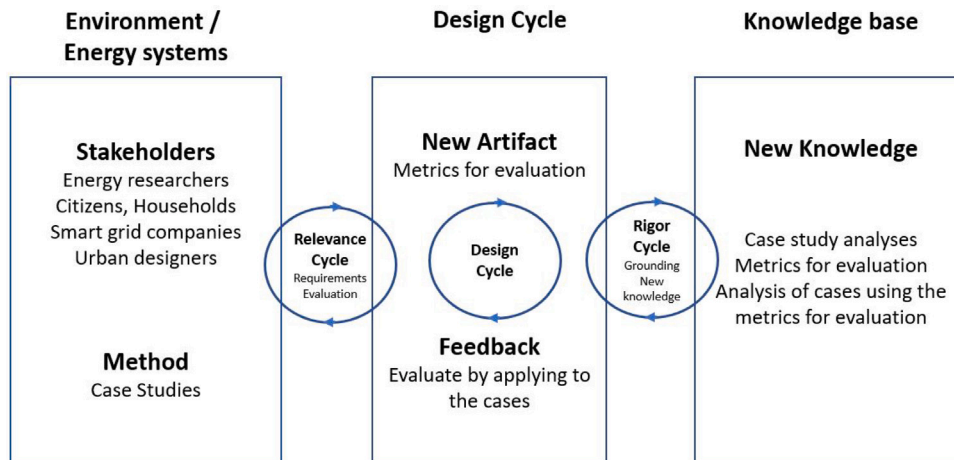 Environment /
Energy systems
Design Cycle
Knowledge base
Stakeholders
Energy researchers
Citizens, Households
Smart grid companies
Urban designers
Method
Case Studies
Relevance
Cycle
Requirements
Evaluation
New Artifact
Metrics for evaluation
Design
Cycle
Feedback
Evaluate by applying to
the cases
Rigor
Cycle
Grounding
New
knowledge
New Knowledge
Case study analyses
Metrics for evaluation
Analysis of cases using the
metrics for evaluation